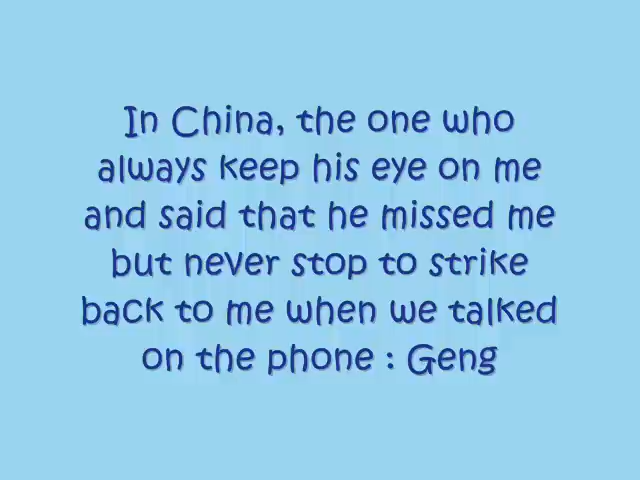 In China, the one who
always keep his eye on me
and said that he missed me
but never stop to strike
back to me when we talked
on the phone : Geng